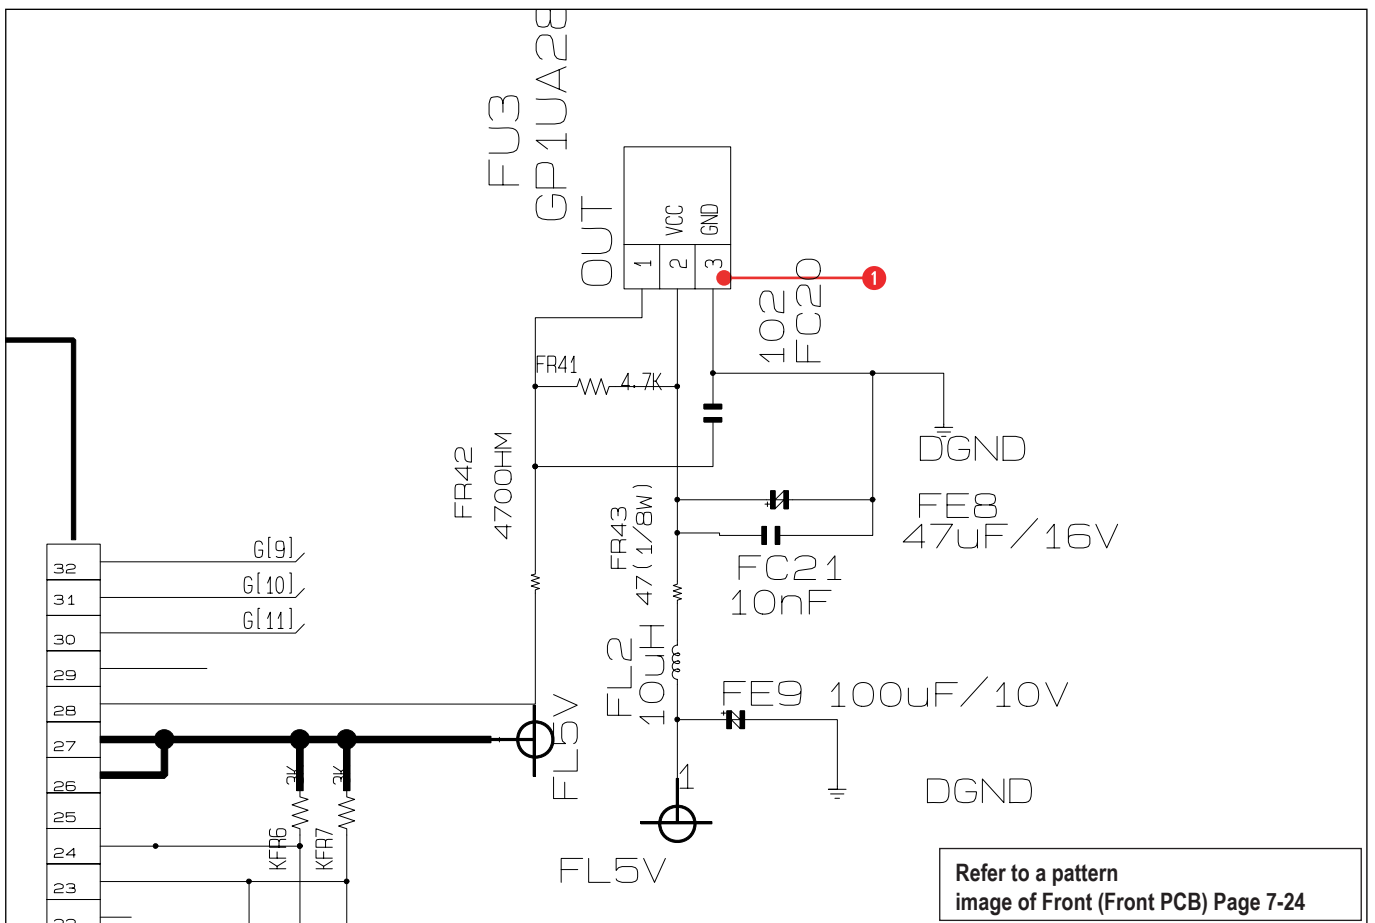 FU3
GP1UA28
OUT
VCC
GND
1
2
3
1
102
FC20
FR41
4.7K
DGND
FR42
470OHM
FR43
47(1/8W)
FE8
47uF/16V
FC21
10nF
G[9]
G[10]
G[11]
32
31
30
29
28
27
26
25
24
23
FL2
10uH
FE9 100uF/10V
FL5V
1
DGND
3K
3K
KFR6
KFR7
FL5V
Refer to a pattern
image of Front (Front PCB) Page 7-24